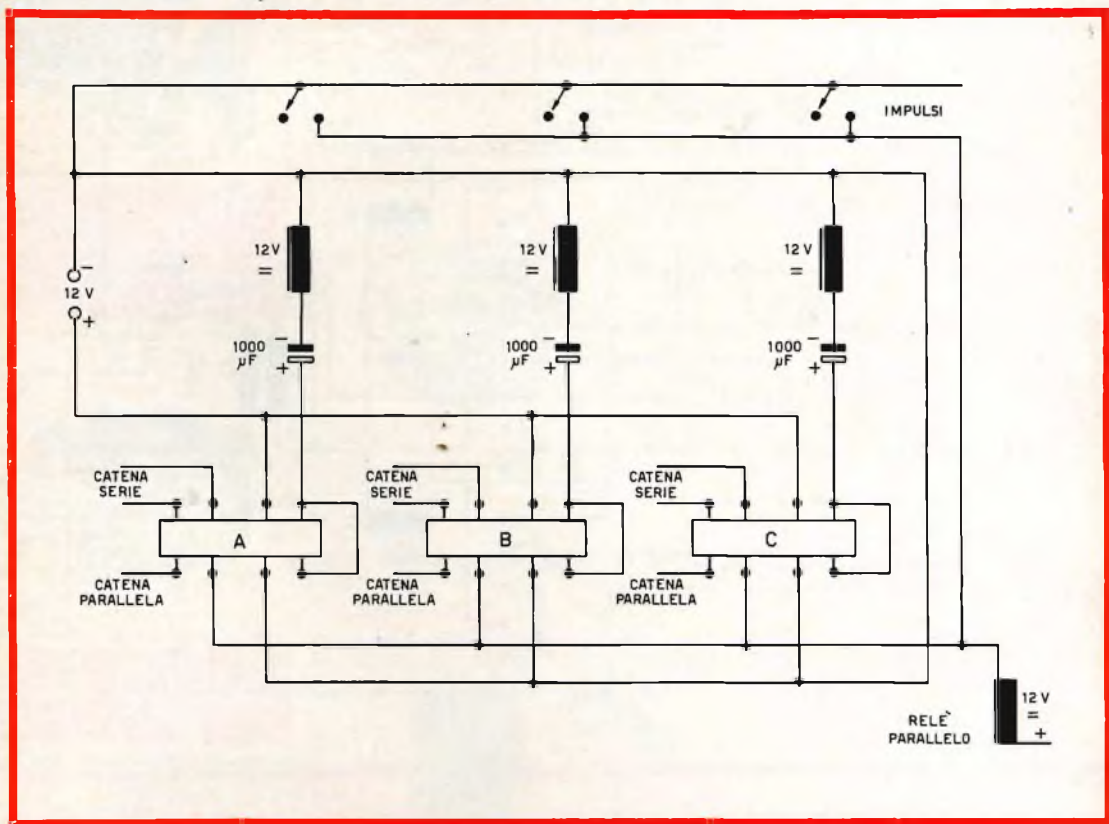 IMPULSI
12 V
=
12 V
=
12 V
=
−
12 V
+
1000 −
µF +
1000 −
µF +
1000 −
µF +
CATENA
SERIE
CATENA
SERIE
CATENA
SERIE
A
B
C
CATENA
PARALLELA
CATENA
PARALLELA
CATENA
PARALLELA
RELÈ
PARALLELO
12 V
=
+